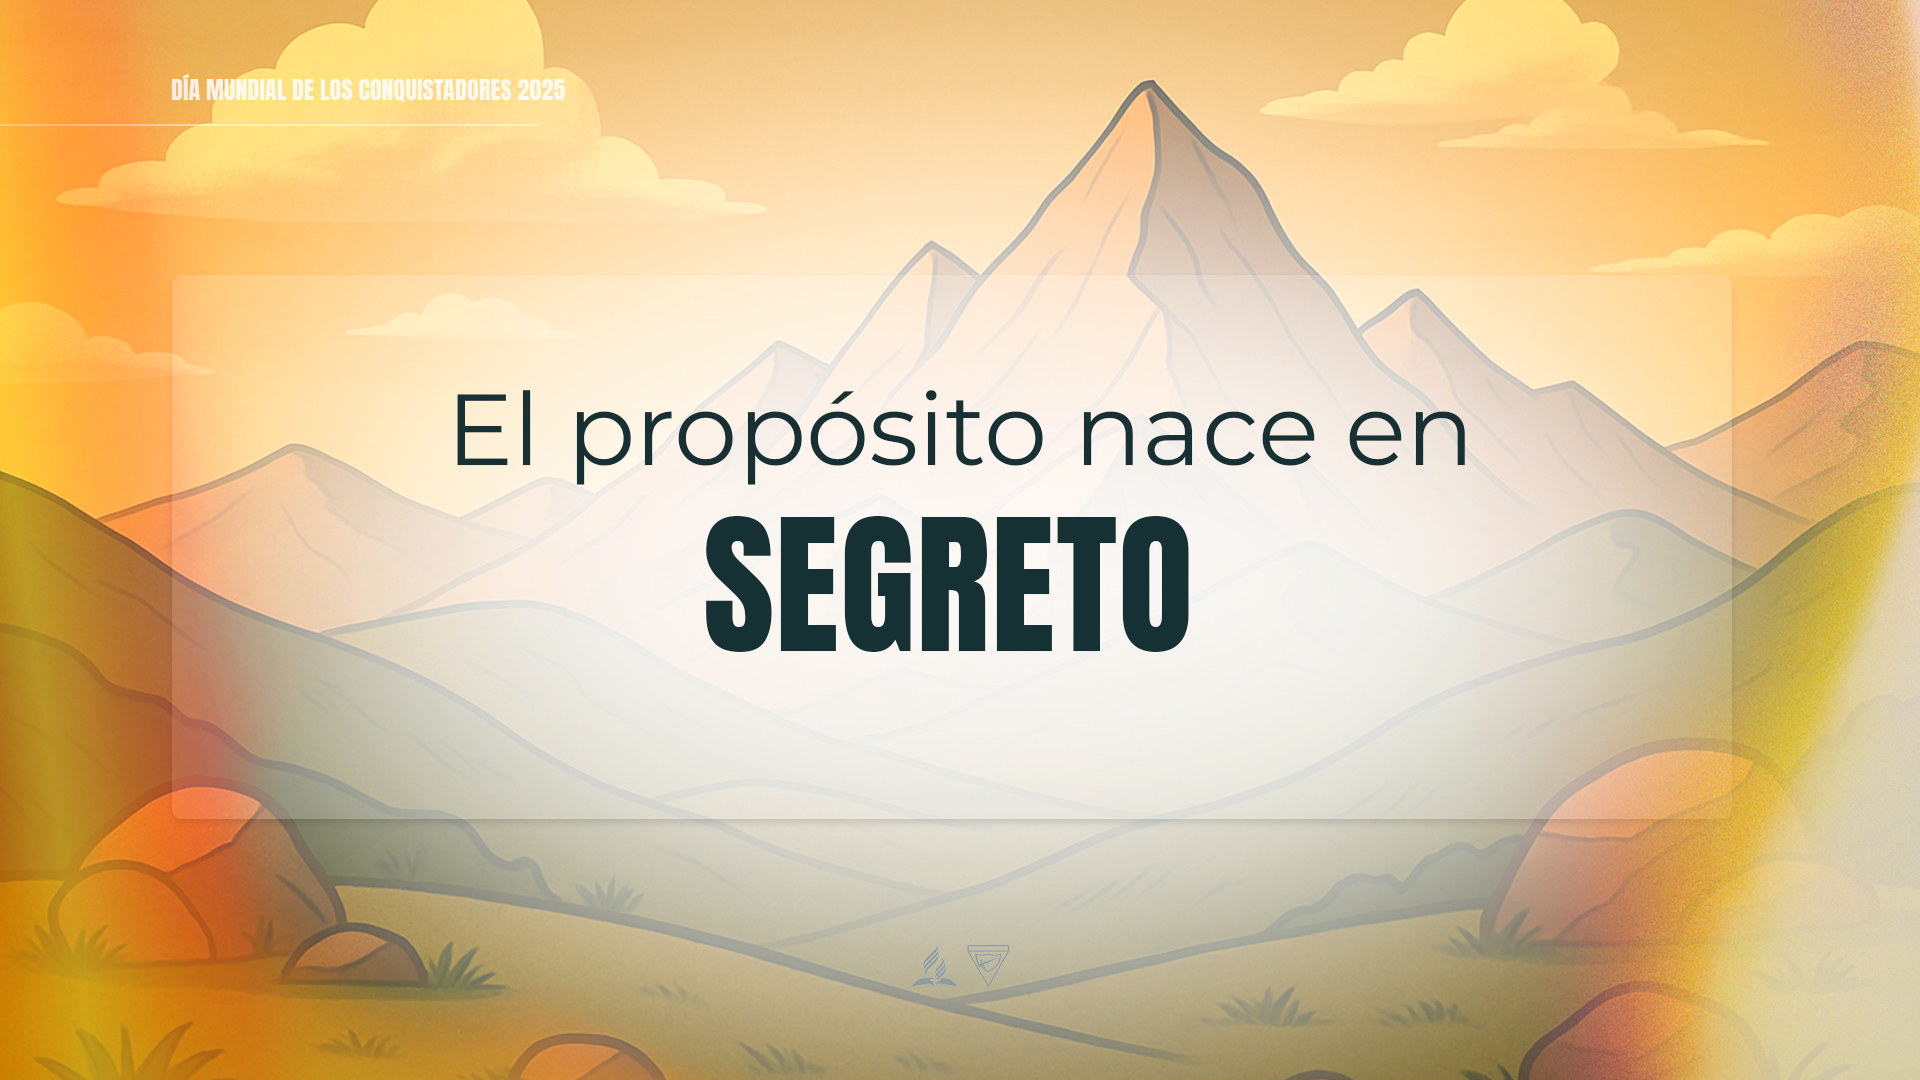 DÍA MUNDIAL DE LOS CONQUISTADORES 2025
El propósito nace en
SEGRETO